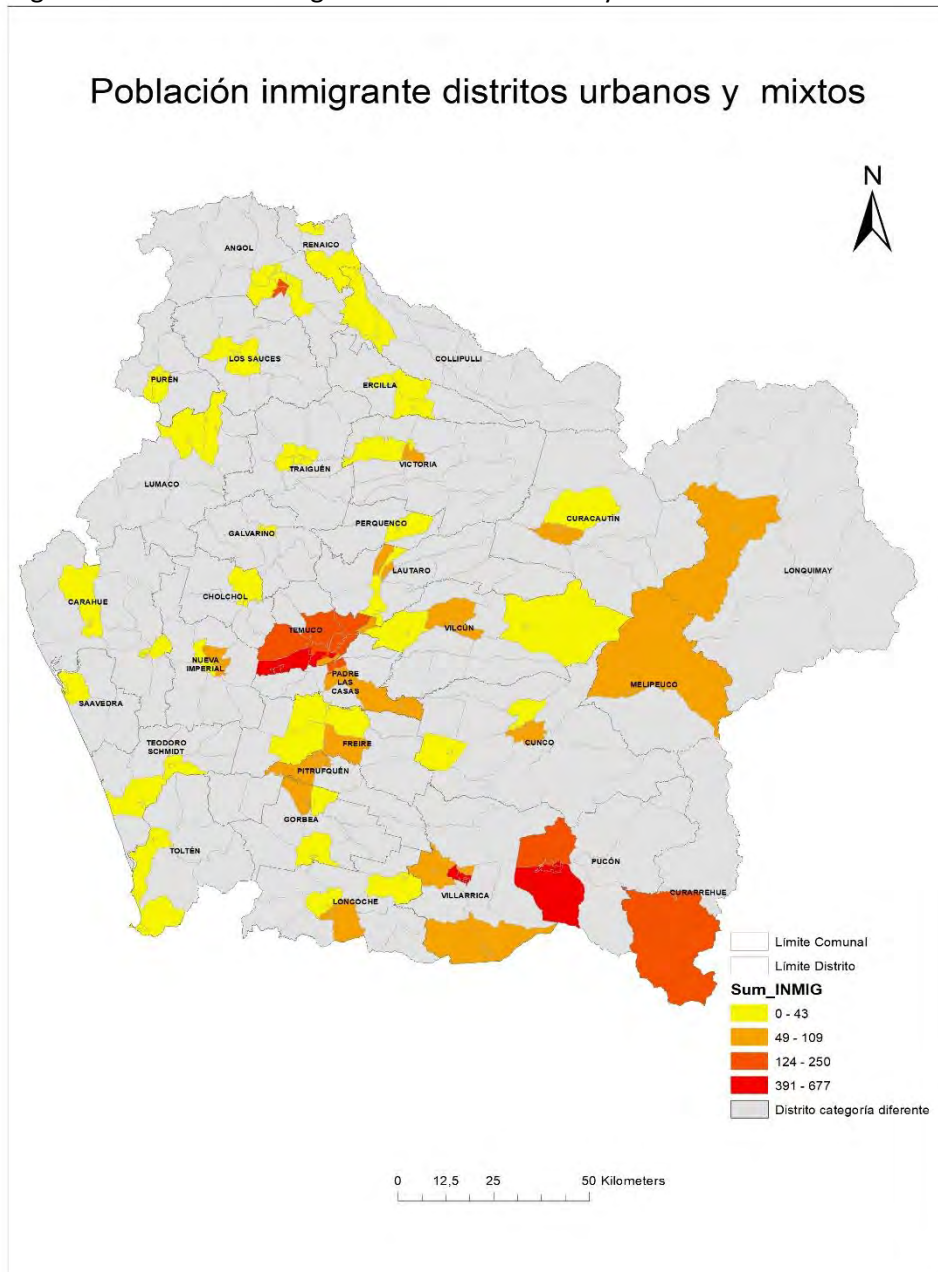 Población inmigrante distritos urbanos y mixtos
N
ANGOL
RENAICO
COLLIPULLI
LOS SAUCES
PURÉN
ERCILLA
TRAIGUÉN
VICTORIA
LUMACO
CURACAUTÍN
PERQUENCO
GALVARINO
LONQUIMAY
LAUTARO
CARAHUE
CHOLCHOL
TEMUCO
VILCÚN
NUEVA
IMPERIAL
PADRE
LAS
CASAS
MELIPEUCO
SAAVEDRA
TEODORO
SCHMIDT
FREIRE
CUNCO
PITRUFQUÉN
GORBEA
TOLTÉN
PUCÓN
VILLARRICA
CURARREHUE
LONCOCHE
Límite Comunal
Límite Distrito
Sum_INMIG
0 - 43
49 - 109
124 - 250
391 - 677
Distrito categoría diferente
0 12,5 25 50 Kilometers